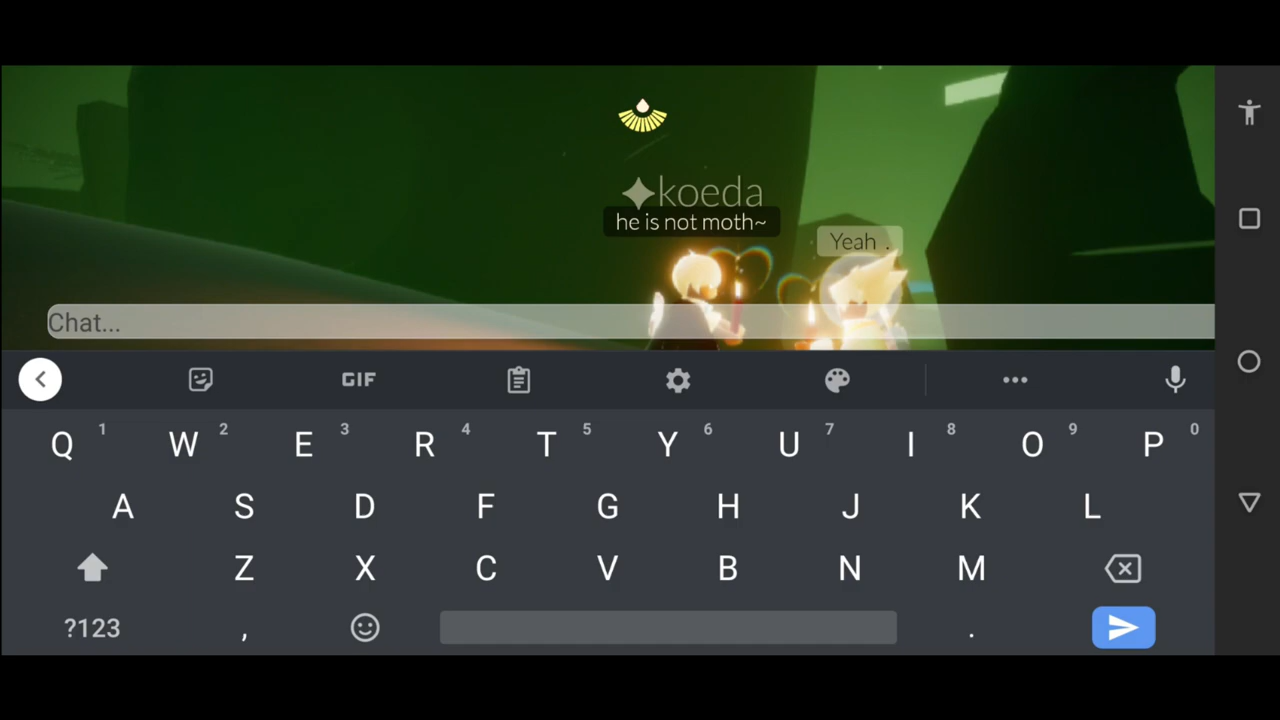 koeda
he is not moth~
Yeah .
Chat...
GIF
Q 1 W 2 E 3 R 4 T 5 Y 6 U 7 I 8 O 9 P 0
A S D F G H J K L
Z X C V B N M
?123 , .